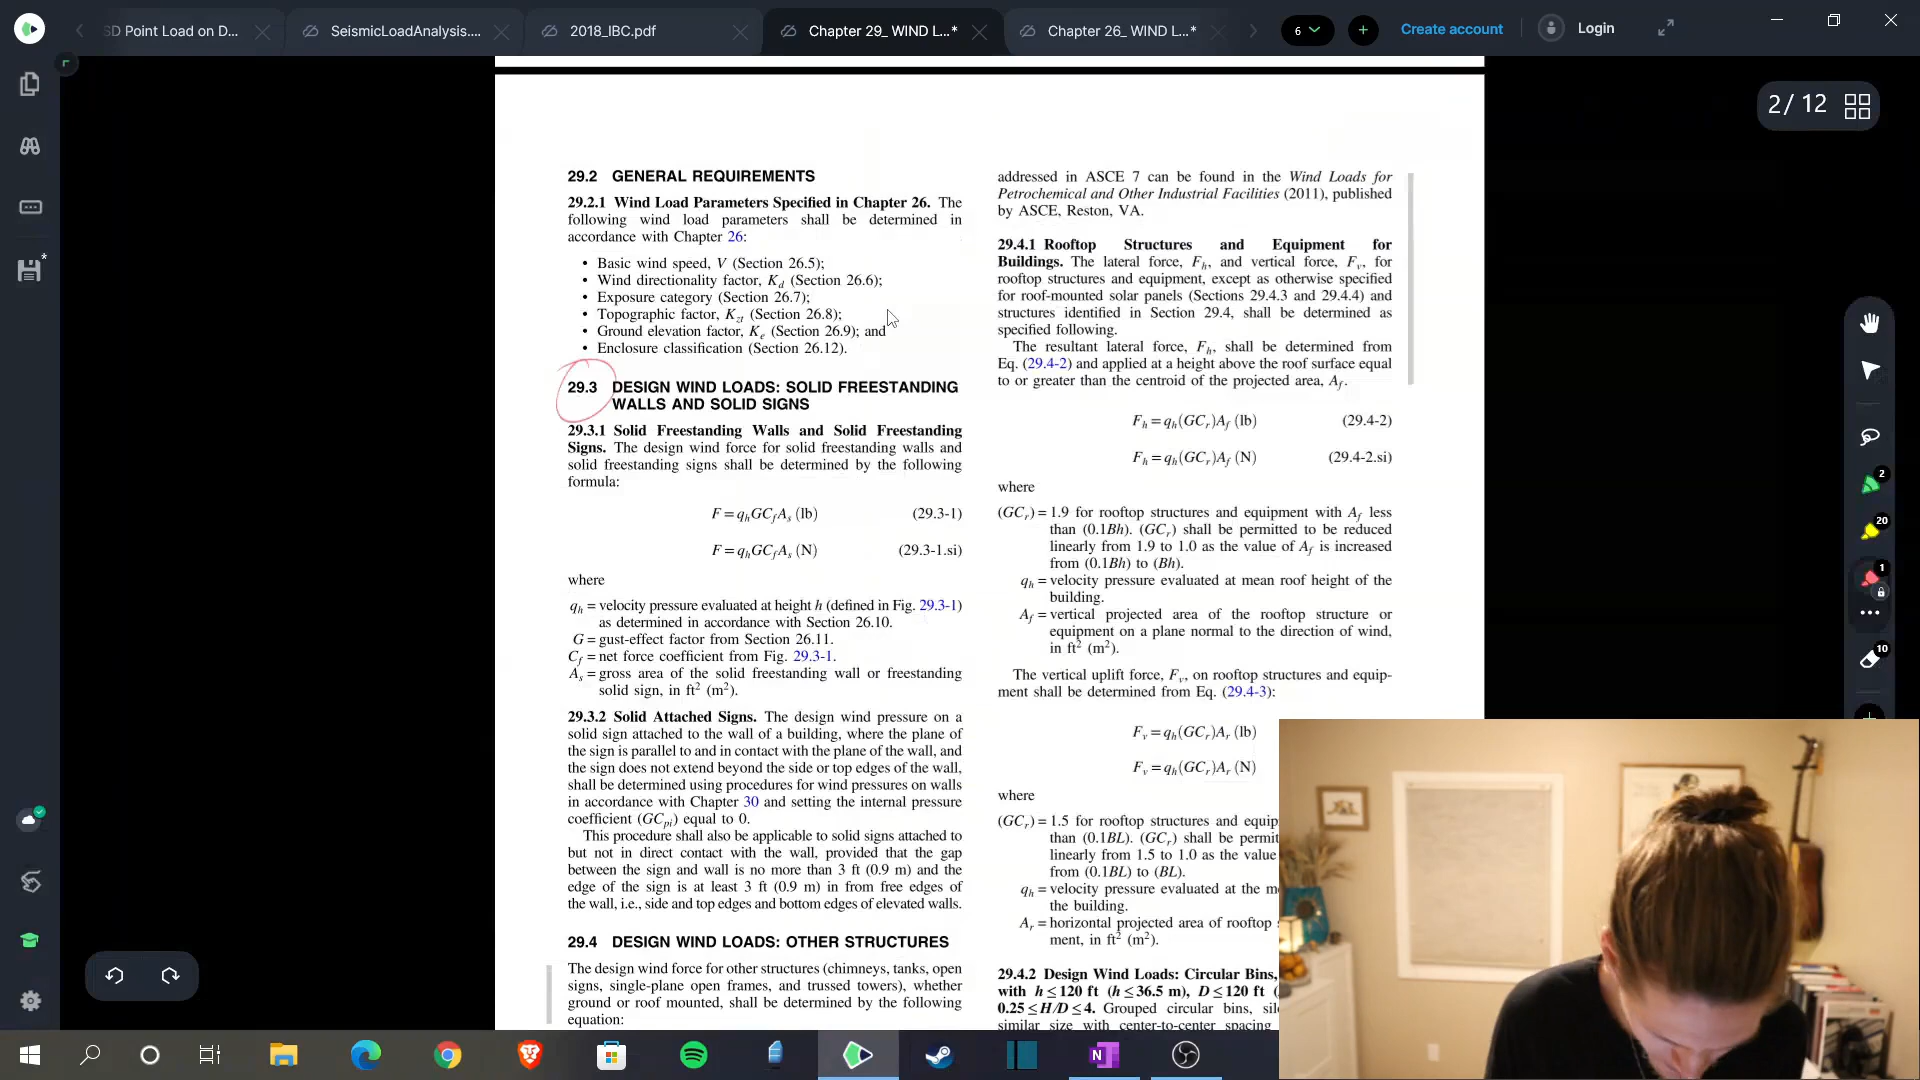 SD Point Load on D...
SeismicLoadAnalysis....
2018_IBC.pdf
Chapter 29_ WIND L...*
Chapter 26_ WIND L...*
6
Create account
Login
2/ 12
29.2 GENERAL REQUIREMENTS
29.2.1 Wind Load Parameters Specified in Chapter 26. The
following wind load parameters shall be determined in
accordance with Chapter 26:
• Basic wind speed, V (Section 26.5);
• Wind directionality factor, Kd (Section 26.6);
• Exposure category (Section 26.7);
• Topographic factor, Kzt (Section 26.8);
• Ground elevation factor, Ke (Section 26.9); and
• Enclosure classification (Section 26.12).
29.3 DESIGN WIND LOADS: SOLID FREESTANDING
WALLS AND SOLID SIGNS
29.3.1 Solid Freestanding Walls and Solid Freestanding
Signs. The design wind force for solid freestanding walls and
solid freestanding signs shall be determined by the following
formula:
F = qhGCfAs (lb) (29.3-1)
F = qhGCfAs (N) (29.3-1.si)
where
qh = velocity pressure evaluated at height h (defined in Fig. 29.3-1)
as determined in accordance with Section 26.10.
G = gust-effect factor from Section 26.11.
Cf = net force coefficient from Fig. 29.3-1.
As = gross area of the solid freestanding wall or freestanding
solid sign, in ft² (m²).
29.3.2 Solid Attached Signs. The design wind pressure on a
solid sign attached to the wall of a building, where the plane of
the sign is parallel to and in contact with the plane of the wall, and
the sign does not extend beyond the side or top edges of the wall,
shall be determined using procedures for wind pressures on walls
in accordance with Chapter 30 and setting the internal pressure
coefficient (GCpi) equal to 0.
This procedure shall also be applicable to solid signs attached to
but not in direct contact with the wall, provided that the gap
between the sign and wall is no more than 3 ft (0.9 m) and the
edge of the sign is at least 3 ft (0.9 m) in from free edges of
the wall, i.e., side and top edges and bottom edges of elevated walls.
29.4 DESIGN WIND LOADS: OTHER STRUCTURES
The design wind force for other structures (chimneys, tanks, open
signs, single-plane open frames, and trussed towers), whether
ground or roof mounted, shall be determined by the following
equation:
addressed in ASCE 7 can be found in the Wind Loads for
Petrochemical and Other Industrial Facilities (2011), published
by ASCE, Reston, VA.
29.4.1 Rooftop Structures and Equipment for
Buildings. The lateral force, Fh, and vertical force, Fv, for
rooftop structures and equipment, except as otherwise specified
for roof-mounted solar panels (Sections 29.4.3 and 29.4.4) and
structures identified in Section 29.4, shall be determined as
specified following.
The resultant lateral force, Fh, shall be determined from
Eq. (29.4-2) and applied at a height above the roof surface equal
to or greater than the centroid of the projected area, Af.
Fh = qh(GCr)Af (lb) (29.4-2)
Fh = qh(GCr)Af (N) (29.4-2.si)
where
(GCr) = 1.9 for rooftop structures and equipment with Af less
than (0.1Bh). (GCr) shall be permitted to be reduced
linearly from 1.9 to 1.0 as the value of Af is increased
from (0.1Bh) to (Bh).
qh = velocity pressure evaluated at mean roof height of the
building.
Af = vertical projected area of the rooftop structure or
equipment on a plane normal to the direction of wind,
in ft² (m²).
The vertical uplift force, Fv, on rooftop structures and equip-
ment shall be determined from Eq. (29.4-3):
Fv = qh(GCr)Ar (lb)
Fv = qh(GCr)Ar (N)
where
(GCr) = 1.5 for rooftop structures and equip
than (0.1BL). (GCr) shall be permit
linearly from 1.5 to 1.0 as the value
from (0.1BL) to (BL).
qh = velocity pressure evaluated at the m
the building.
Ar = horizontal projected area of rooftop s
ment, in ft² (m²).
29.4.2 Design Wind Loads: Circular Bins,
with h ≤ 120 ft (h ≤ 36.5 m), D ≤ 120 ft (
0.25 ≤ H/D ≤ 4. Grouped circular bins, sil
similar size with center-to-center spacing
2
20
1
10